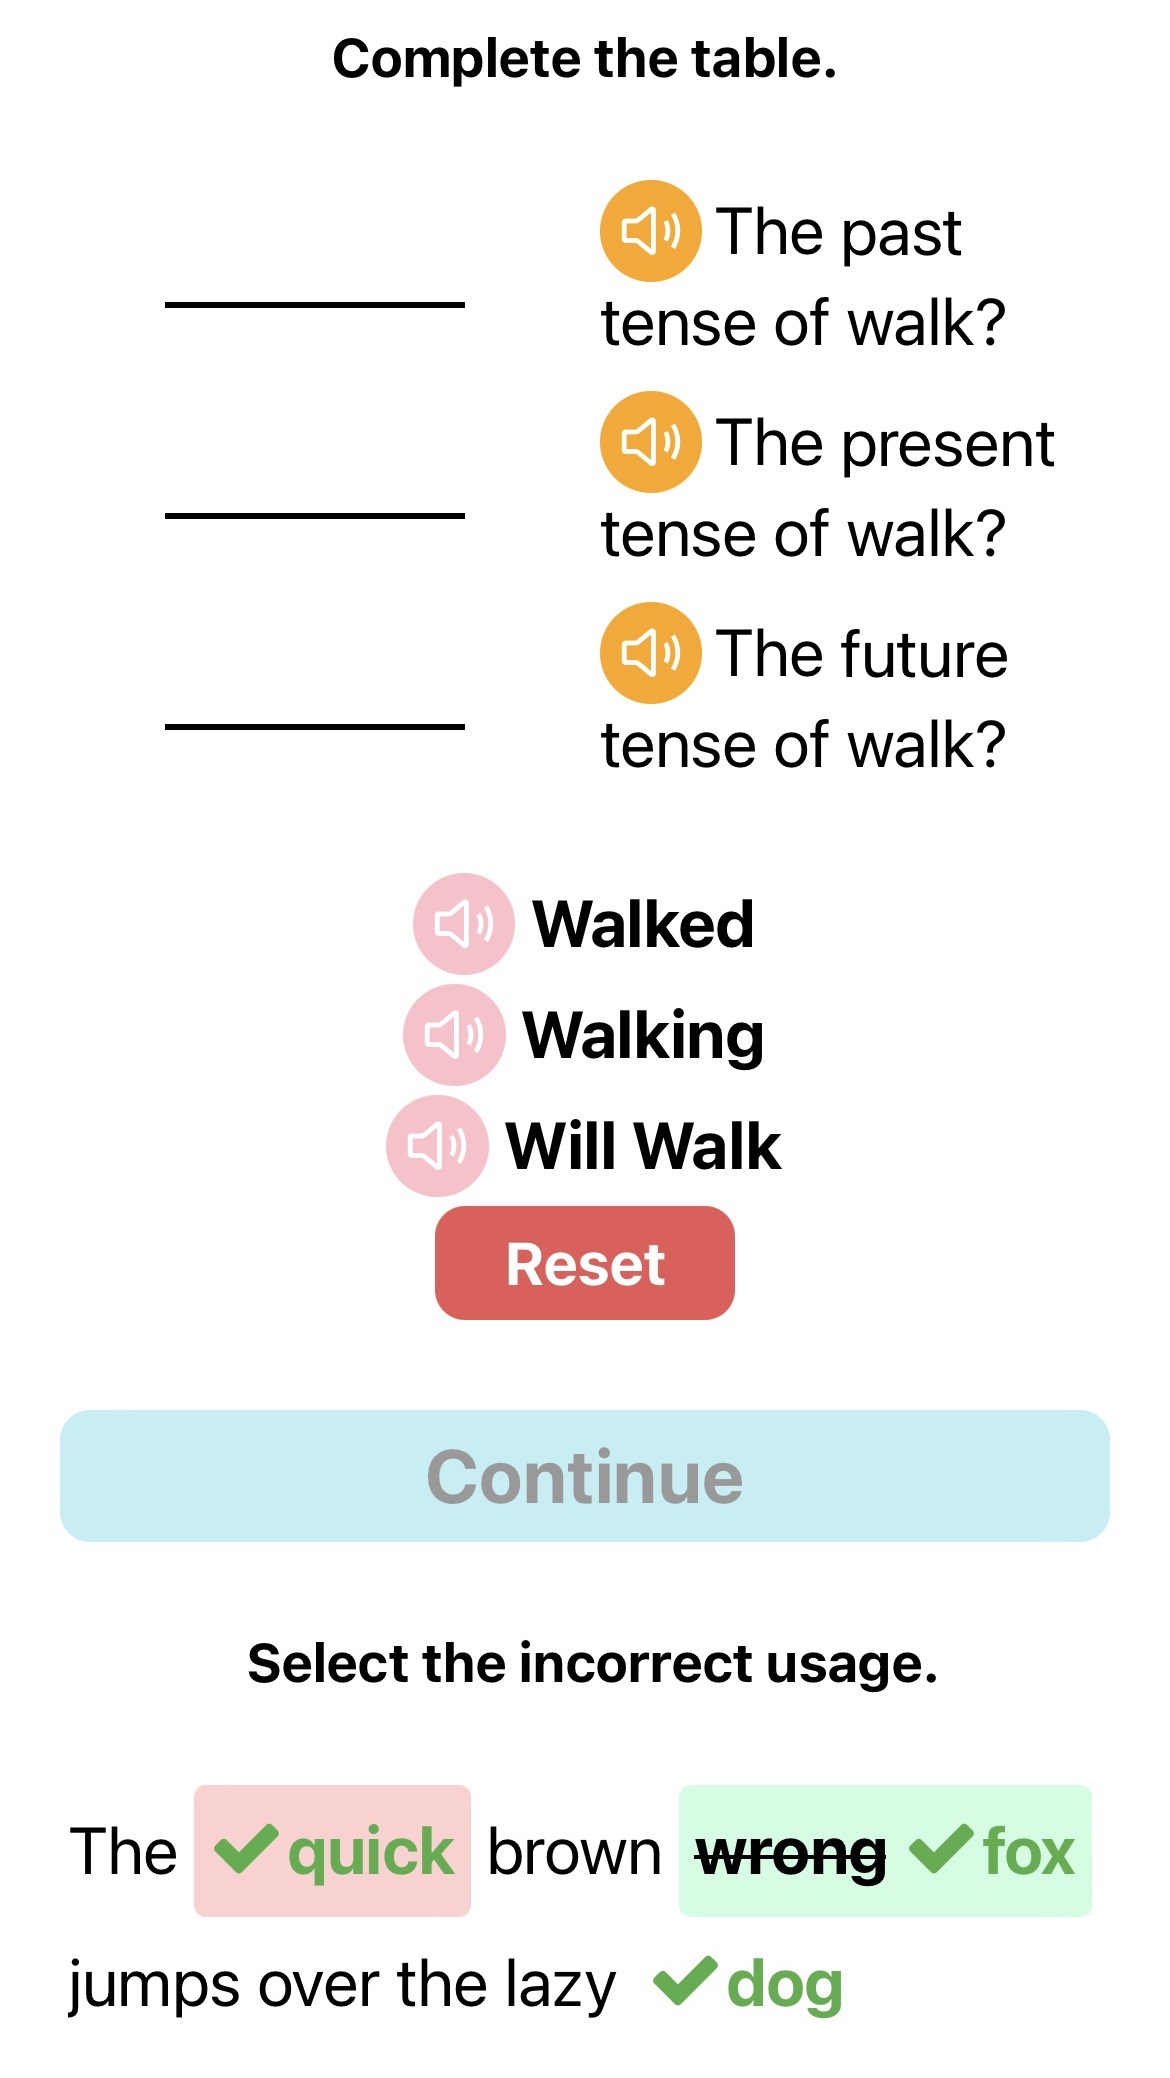 Complete the table.
The past
tense of walk?
The present
tense of walk?
The future
tense of walk?
Walked
Walking
Will Walk
Reset
Continue
Select the incorrect usage.
The quick brown wrong fox
jumps over the lazy dog